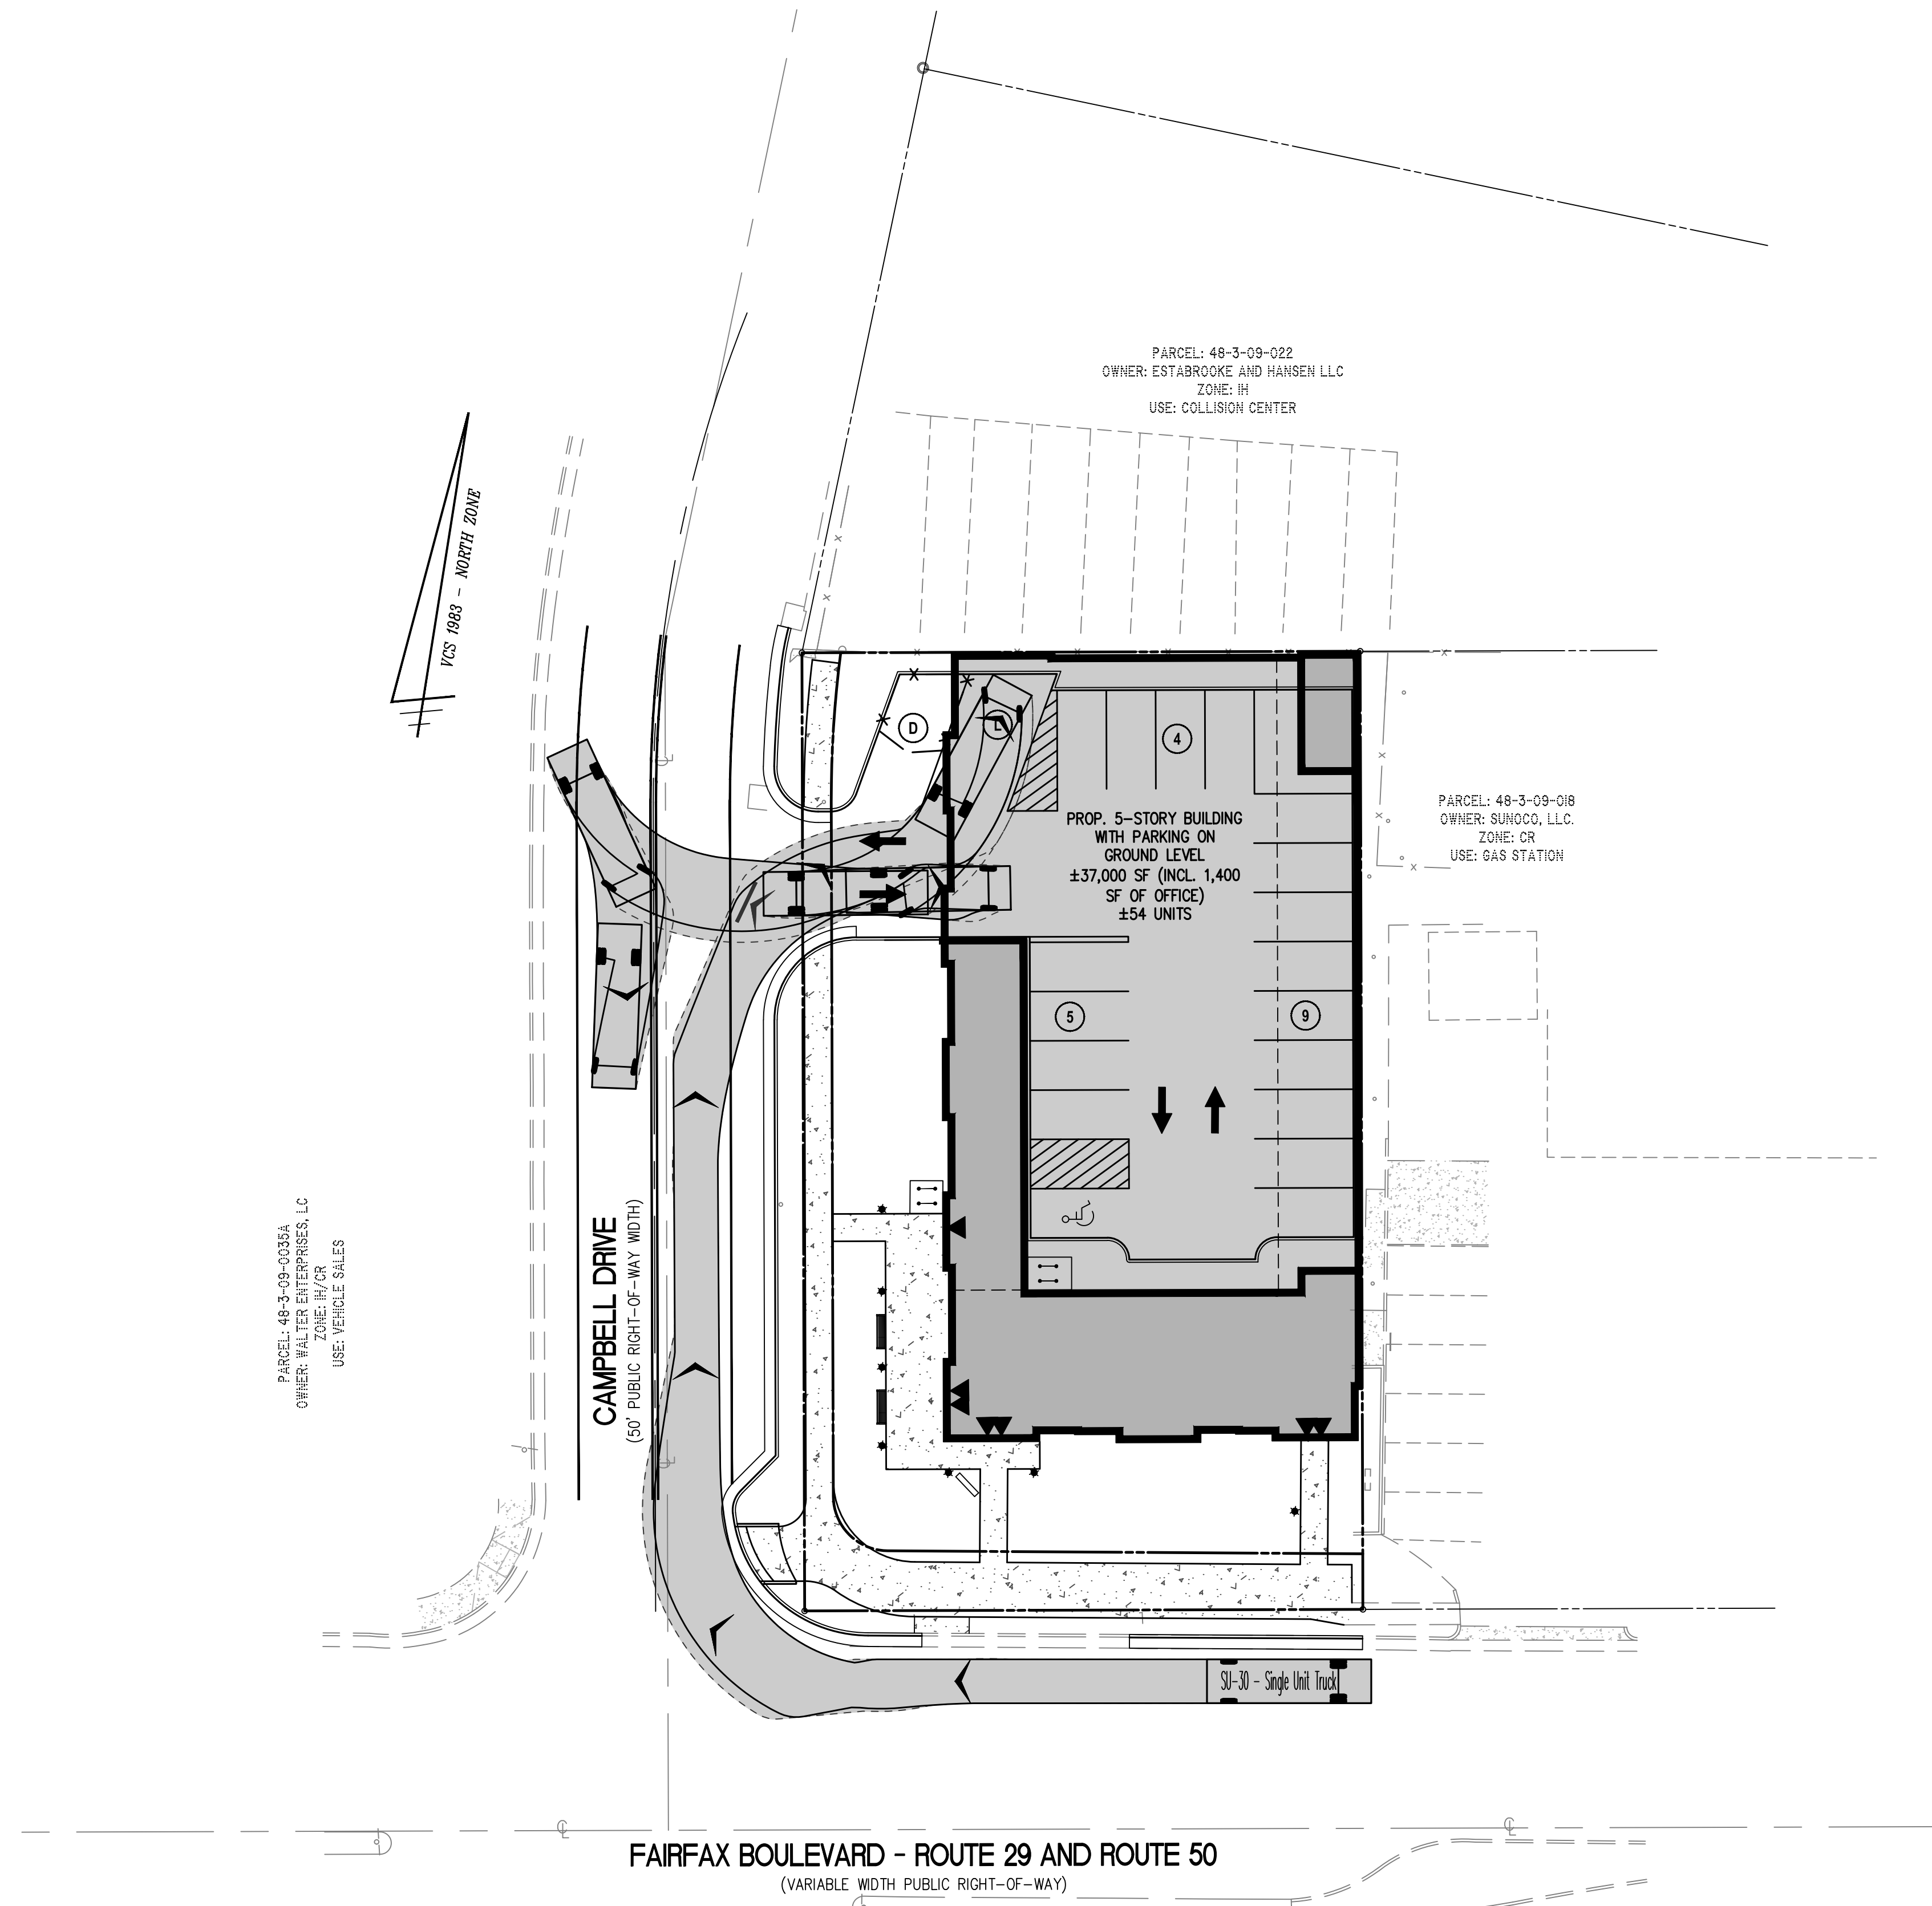 PARCEL: 48-3-09-022
OWNER: ESTABROOKE AND HANSEN LLC
ZONE: IH
USE: COLLISION CENTER
VCS 1983 - NORTH ZONE
D
L
4
PROP. 5-STORY BUILDING
WITH PARKING ON
GROUND LEVEL
±37,000 SF (INCL. 1,400
SF OF OFFICE)
±54 UNITS
PARCEL: 48-3-09-018
OWNER: SUNOCO, LLC.
ZONE: CR
USE: GAS STATION
5
9
PARCEL: 48-3-09-0035A
OWNER: WALTER ENTERPRISES, LC
ZONE: IH/CR
USE: VEHICLE SALES
CAMPBELL DRIVE
(50' PUBLIC RIGHT-OF-WAY WIDTH)
SU-30 - Single Unit Truck
FAIRFAX BOULEVARD - ROUTE 29 AND ROUTE 50
(VARIABLE WIDTH PUBLIC RIGHT-OF-WAY)